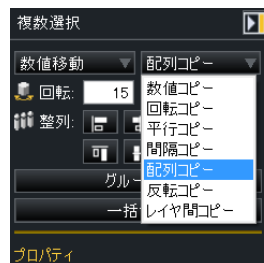 複数選択
数値移動 配列コピー
回転: 15
整列:
数値コピー
回転コピー
平行コピー
間隔コピー
配列コピー
反転コピー
レイヤ間コピー
グルー
一括
プロパティ